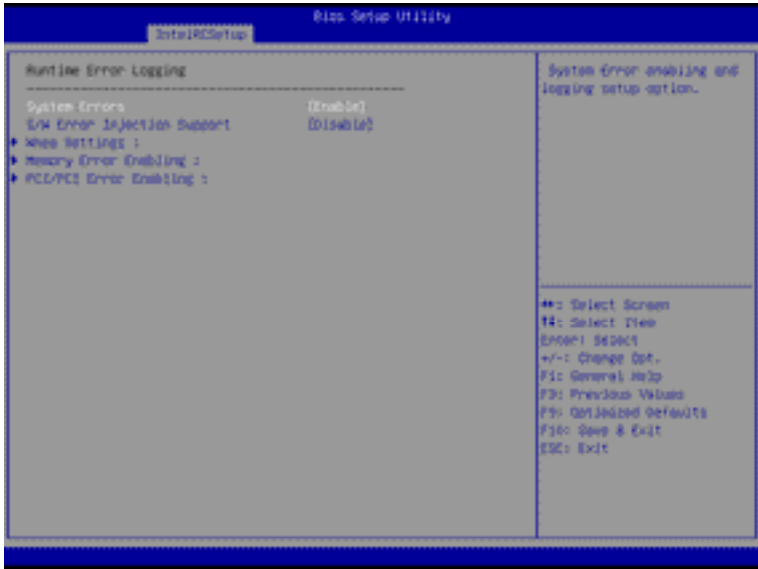 Bios Setup Utility
IntelRCSetup
Runtime Error Logging
System Errors [Enable]
S/W Error Injection Support [Disable]
Whea Settings :
Memory Error Enabling :
PCI/PCI Error Enabling :
System Error enabling and
logging setup option.
: Select Screen
↑↓: Select Item
Enter: Select
+/-: Change Opt.
F1: General Help
Previous Values
F9: Optimized Defaults
F10: Save & Exit
ESC: Exit